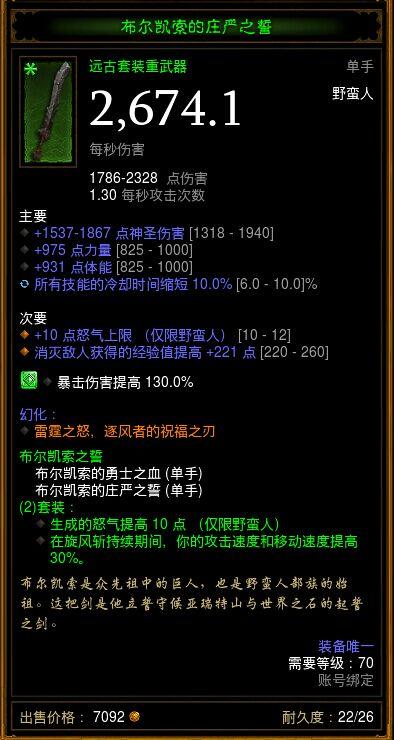 布尔凯索的庄严之誓
远古套装重武器 单手
2,674.1 野蛮人
每秒伤害
1786-2328 点伤害
1.30 每秒攻击次数
主要
+1537-1867 点神圣伤害 [1318 - 1940]
+975 点力量 [825 - 1000]
+931 点体能 [825 - 1000]
所有技能的冷却时间缩短 10.0% [6.0 - 10.0]%
次要
+10 点怒气上限 （仅限野蛮人） [10 - 12]
消灭敌人获得的经验值提高 +221 点 [220 - 260]
暴击伤害提高 130.0%
幻化：
雷霆之怒，逐风者的祝福之刃
布尔凯索之誓
布尔凯索的勇士之血 (单手)
布尔凯索的庄严之誓 (单手)
(2)套装：
生成的怒气提高 10 点 （仅限野蛮人）
在旋风斩持续期间，你的攻击速度和移动速度提高
30%。
布尔凯索是众先祖中的巨人，也是野蛮人部族的始
祖。这把剑是他立誓守候亚瑞特山与世界之石的起誓
之剑。
装备唯一
需要等级：70
账号绑定
出售价格： 7092 耐久度：22/26